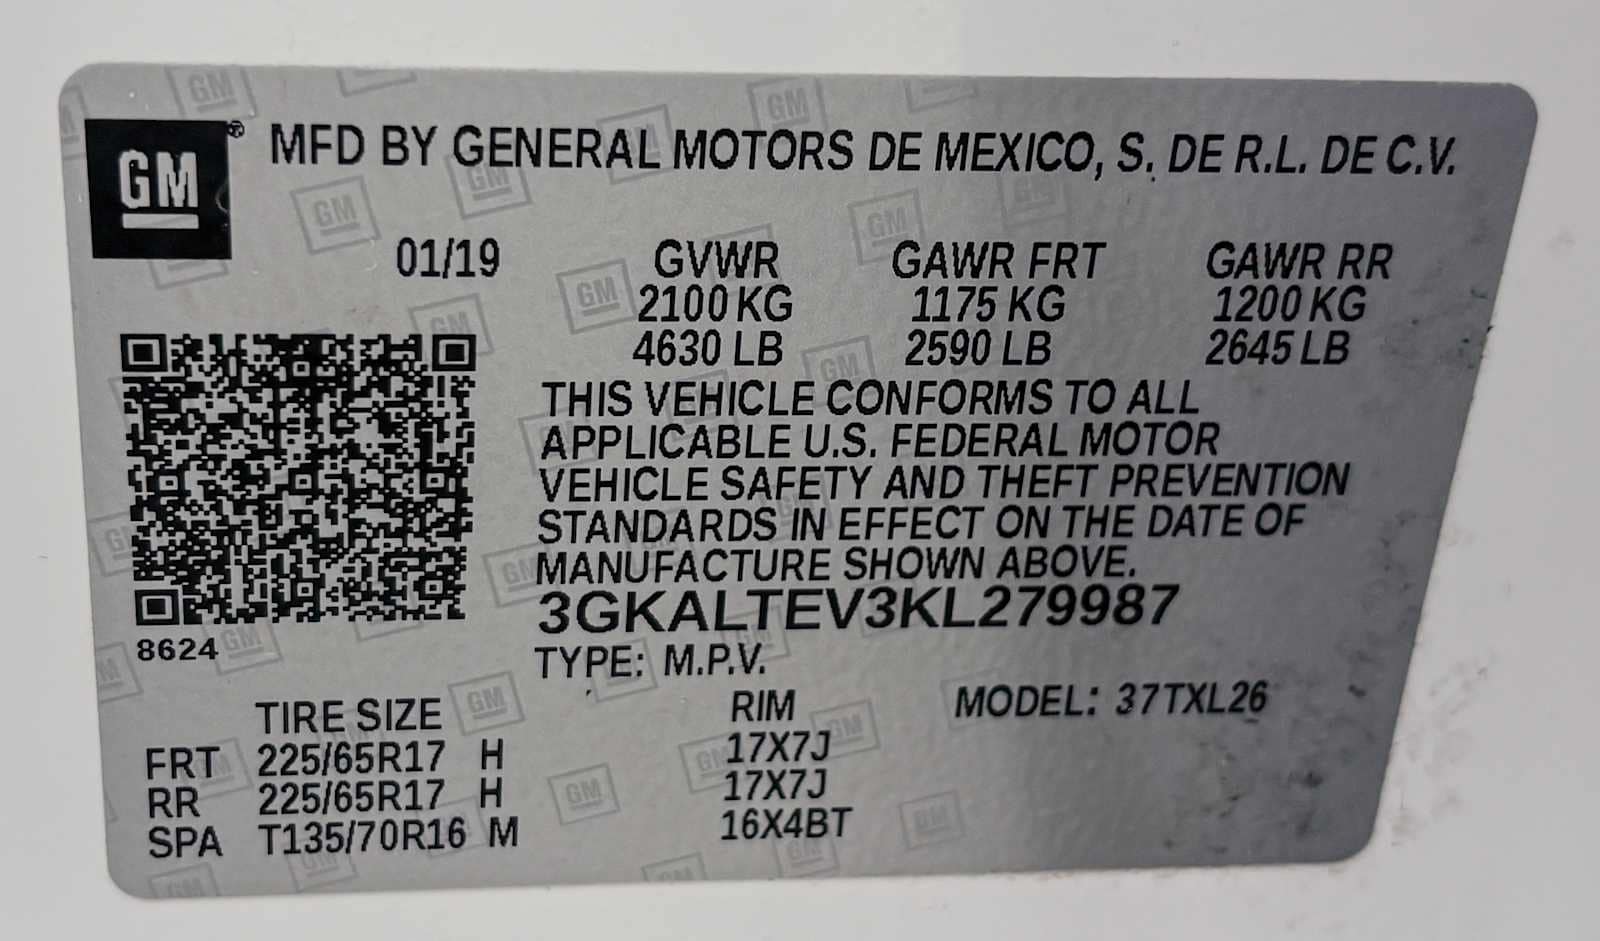 GM® MFD BY GENERAL MOTORS DE MEXICO, S. DE R.L. DE C.V.
01/19 GVWR GAWR FRT GAWR RR
2100 KG 1175 KG 1200 KG
4630 LB 2590 LB 2645 LB
THIS VEHICLE CONFORMS TO ALL
APPLICABLE U.S. FEDERAL MOTOR
VEHICLE SAFETY AND THEFT PREVENTION
STANDARDS IN EFFECT ON THE DATE OF
MANUFACTURE SHOWN ABOVE.
3GKALTEV3KL279987
8624
TYPE: M.P.V.
TIRE SIZE RIM MODEL: 37TXL26
FRT 225/65R17 H 17X7J
RR 225/65R17 H 17X7J
SPA T135/70R16 M 16X4BT